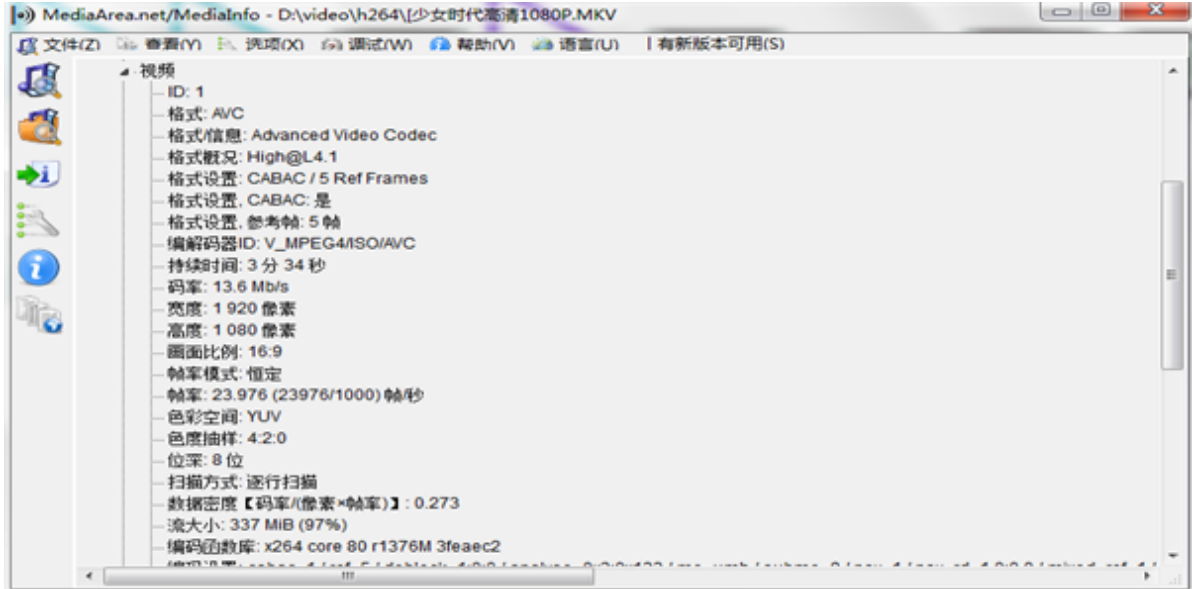 MediaArea.net/MediaInfo - D:\video\h264\[少女时代高清1080P.MKV
文件(Z) 查看(Y) 选项(X) 调试(W) 帮助(V) 语言(U) | 有新版本可用(S)
视频
ID: 1
格式: AVC
格式/信息: Advanced Video Codec
格式概况: High@L4.1
格式设置: CABAC / 5 Ref Frames
格式设置, CABAC: 是
格式设置, 参考帧: 5 帧
编解码器ID: V_MPEG4/ISO/AVC
持续时间: 3 分 34 秒
码率: 13.6 Mb/s
宽度: 1 920 像素
高度: 1 080 像素
画面比例: 16:9
帧率模式: 恒定
帧率: 23.976 (23976/1000) 帧/秒
色彩空间: YUV
色度抽样: 4:2:0
位深: 8 位
扫描方式: 逐行扫描
数据密度【码率/(像素×帧率)】: 0.273
流大小: 337 MiB (97%)
编码函数库: x264 core 80 r1376M 3feaec2